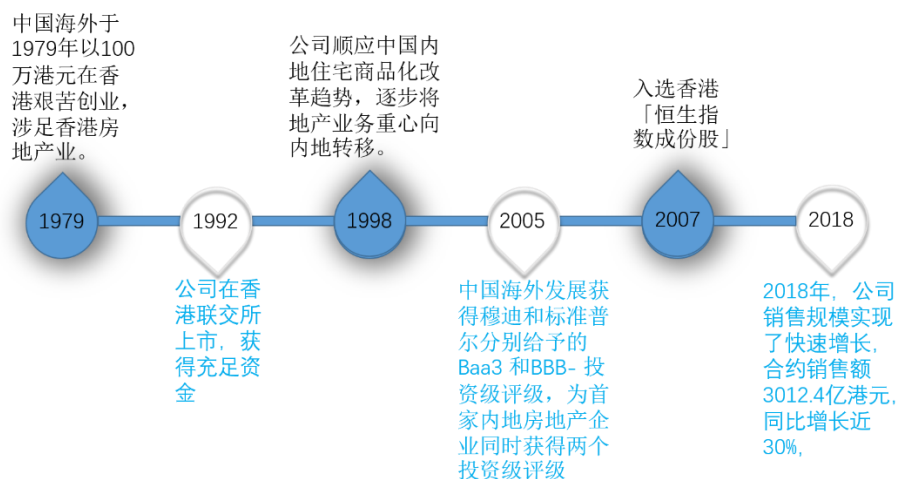 中国海外于
1979年以100
万港元在香
港艰苦创业，
涉足香港房
地产业。
公司顺应中国内
地住宅商品化改
革趋势，逐步将
地产业务重心向
内地转移。
入选香港
「恒生指
数成份股」
1979
1992
1998
2005
2007
2018
公司在香
港联交所
上市，获
得充足资
金
中国海外发展获
得穆迪和标准普
尔分别给予的
Baa3 和BBB- 投
资级评级，为首
家内地房地产企
业同时获得两个
投资级评级
2018年，公司
销售规模实现
了快速增长，
合约销售额
3012.4亿港元，
同比增长近
30%，